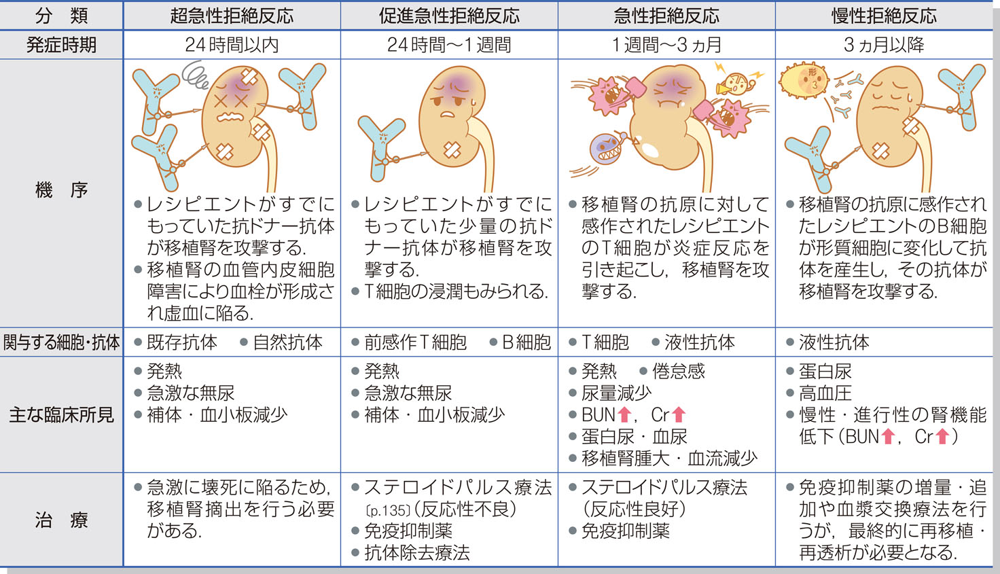 分　類
超急性拒絶反応
促進急性拒絶反応
急性拒絶反応
慢性拒絶反応
発症時期
24時間以内
24時間～1週間
1週間～3ヵ月
3ヵ月以降
機　序
●レシピエントがすでに
もっていた抗ドナー抗体
が移植腎を攻撃する.
●移植腎の血管内皮細胞
障害により血栓が形成さ
れ虚血に陥る.
●レシピエントがすでに
もっていた少量の抗ド
ナー抗体が移植腎を攻
撃する.
●T細胞の浸潤もみられる.
●移植腎の抗原に対して
感作されたレシピエント
のT細胞が炎症反応を
引き起こし, 移植腎を攻
撃する.
形
●移植腎の抗原に感作され
たレシピエントのB細胞
が形質細胞に変化して抗
体を産生し, その抗体が
移植腎を攻撃する.
関与する細胞・抗体
●既存抗体　●自然抗体
●前感作T細胞　●B細胞
●T細胞　●液性抗体
●液性抗体
主な臨床所見
●発熱
●急激な無尿
●補体・血小板減少
●発熱
●急激な無尿
●補体・血小板減少
●発熱　●倦怠感
●尿量減少
●BUN⬆, Cr⬆
●蛋白尿・血尿
●移植腎腫大・血流減少
●蛋白尿
●高血圧
●慢性・進行性の腎機能
低下(BUN⬆, Cr⬆)
治　療
●急激に壊死に陥るため,
移植腎摘出を行う必要
がある.
●ステロイドパルス療法
〔p.135〕(反応性不良)
●免疫抑制薬
●抗体除去療法
●ステロイドパルス療法
(反応性良好)
●免疫抑制薬
●免疫抑制薬の増量・追
加や血漿交換療法を行
うが, 最終的に再移植・
再透析が必要となる.